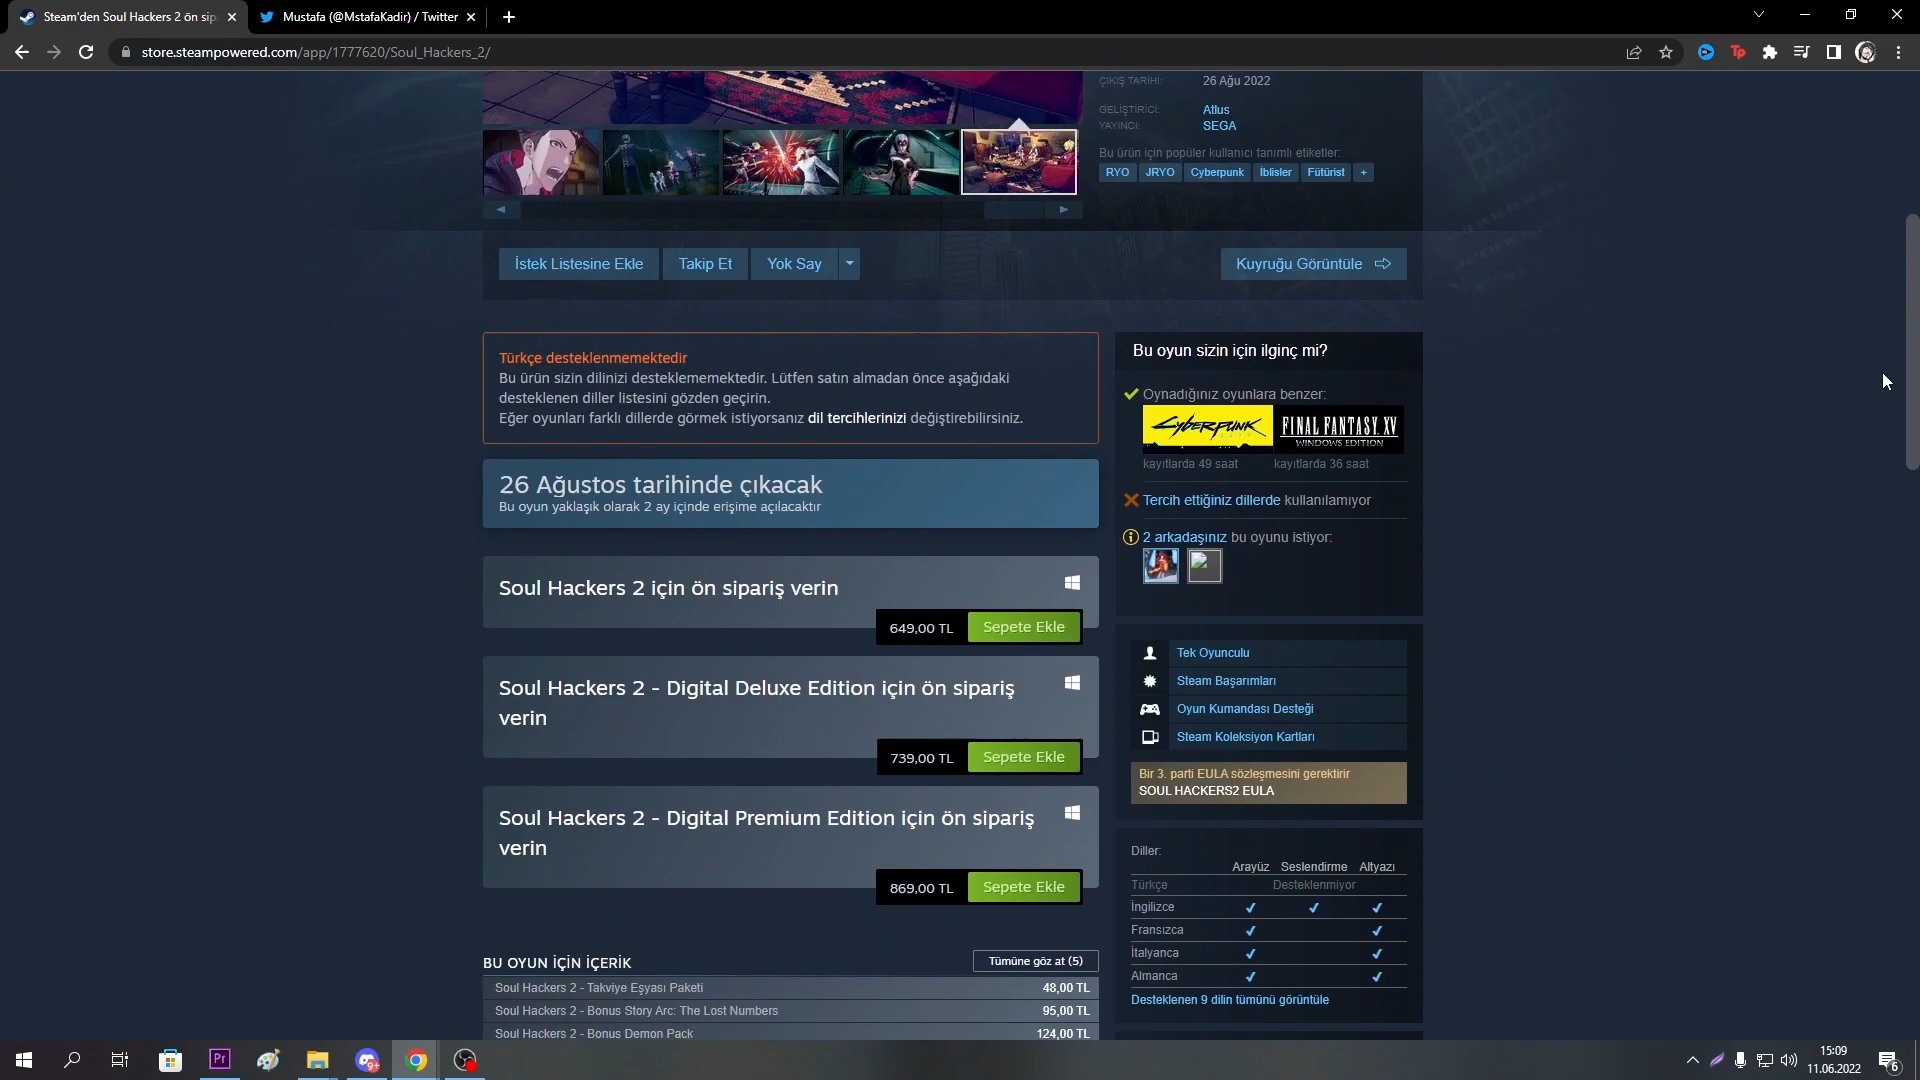 Steam'den Soul Hackers 2 ön sip
Mustafa (@MstafaKadir) / Twitter
store.steampowered.com/app/1777620/Soul_Hackers_2/
ÇIKIŞ TARİHİ: 26 Ağu 2022
GELİŞTİRİCİ: Atlus
YAYINCI: SEGA
Bu ürün için popüler kullanıcı tanımlı etiketler:
RYO JRYO Cyberpunk İblisler Fütürist +
İstek Listesine Ekle Takip Et Yok Say
Kuyruğu Görüntüle
Türkçe desteklenmemektedir
Bu ürün sizin dilinizi desteklememektedir. Lütfen satın almadan önce aşağıdaki
desteklenen diller listesini gözden geçirin.
Eğer oyunları farklı dillerde görmek istiyorsanız dil tercihlerinizi değiştirebilirsiniz.
26 Ağustos tarihinde çıkacak
Bu oyun yaklaşık olarak 2 ay içinde erişime açılacaktır
Soul Hackers 2 için ön sipariş verin
649,00 TL Sepete Ekle
Soul Hackers 2 - Digital Deluxe Edition için ön sipariş
verin
739,00 TL Sepete Ekle
Soul Hackers 2 - Digital Premium Edition için ön sipariş
verin
869,00 TL Sepete Ekle
BU OYUN İÇİN İÇERİK
Tümüne göz at (5)
Soul Hackers 2 - Takviye Eşyası Paketi 48,00 TL
Soul Hackers 2 - Bonus Story Arc: The Lost Numbers 95,00 TL
Soul Hackers 2 - Bonus Demon Pack 124,00 TL
Bu oyun sizin için ilginç mi?
Oynadığınız oyunlara benzer:
Cyberpunk
FINAL FANTASY XV
WINDOWS EDITION
kayıtlarda 49 saat kayıtlarda 36 saat
Tercih ettiğiniz dillerde kullanılamıyor
2 arkadaşınız bu oyunu istiyor:
Tek Oyunculu
Steam Başarımları
Oyun Kumandası Desteği
Steam Koleksiyon Kartları
Bir 3. parti EULA sözleşmesini gerektirir
SOUL HACKERS2 EULA
Diller:
Arayüz Seslendirme Altyazı
Türkçe Desteklenmiyor
İngilizce ✔ ✔ ✔
Fransızca ✔ ✔
İtalyanca ✔ ✔
Almanca ✔ ✔
Desteklenen 9 dilin tümünü görüntüle
Pr
9+
15:09
11.06.2022
6